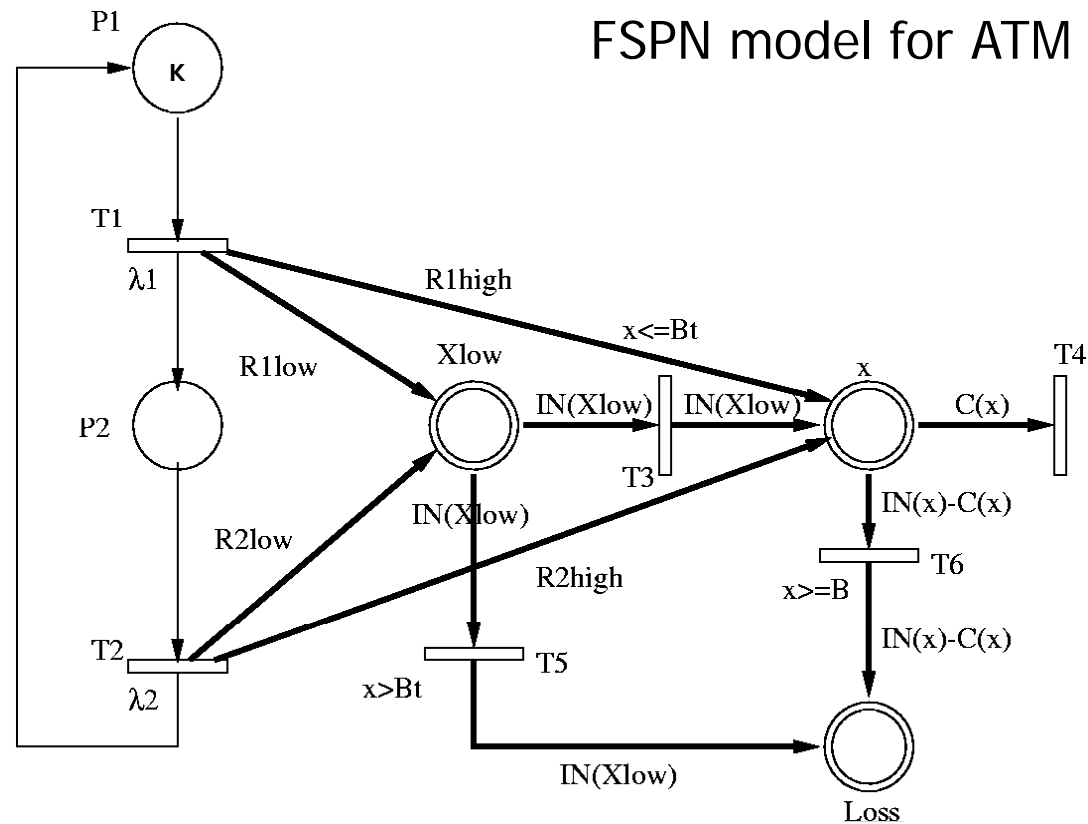 P1
FSPN model for ATM
K
T1
λ1
R1high
x<=Bt
Xlow
x
T4
R1low
IN(Xlow)
IN(Xlow)
C(x)
P2
T3
IN(Xlow)
IN(x)-C(x)
R2low
R2high
T6
x>=B
T2
T5
IN(x)-C(x)
λ2
x>Bt
IN(Xlow)
Loss